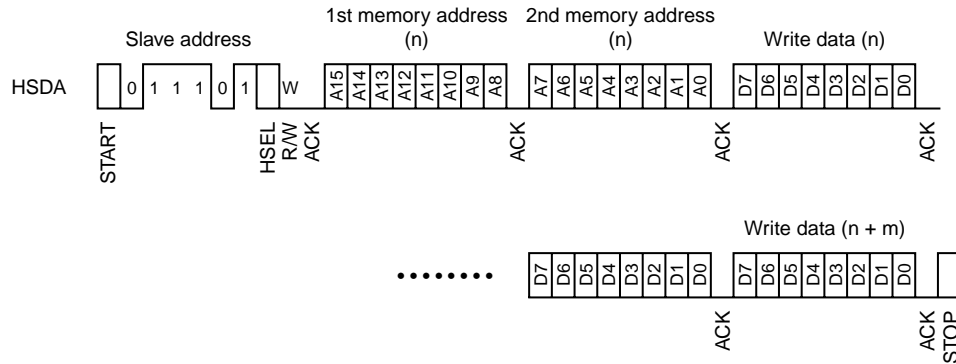 1st memory address 2nd memory address
(n) (n)
Slave address Write data (n)
HSDA 0 1 1 1 0 1 W A15 A14 A13 A12 A11 A10 A9 A8 A7 A6 A5 A4 A3 A2 A1 A0 D7 D6 D5 D4 D3 D2 D1 D0
START HSEL R/W ACK ACK ACK ACK
Write data (n + m)
•••••••• D7 D6 D5 D4 D3 D2 D1 D0 D7 D6 D5 D4 D3 D2 D1 D0
ACK ACK STOP